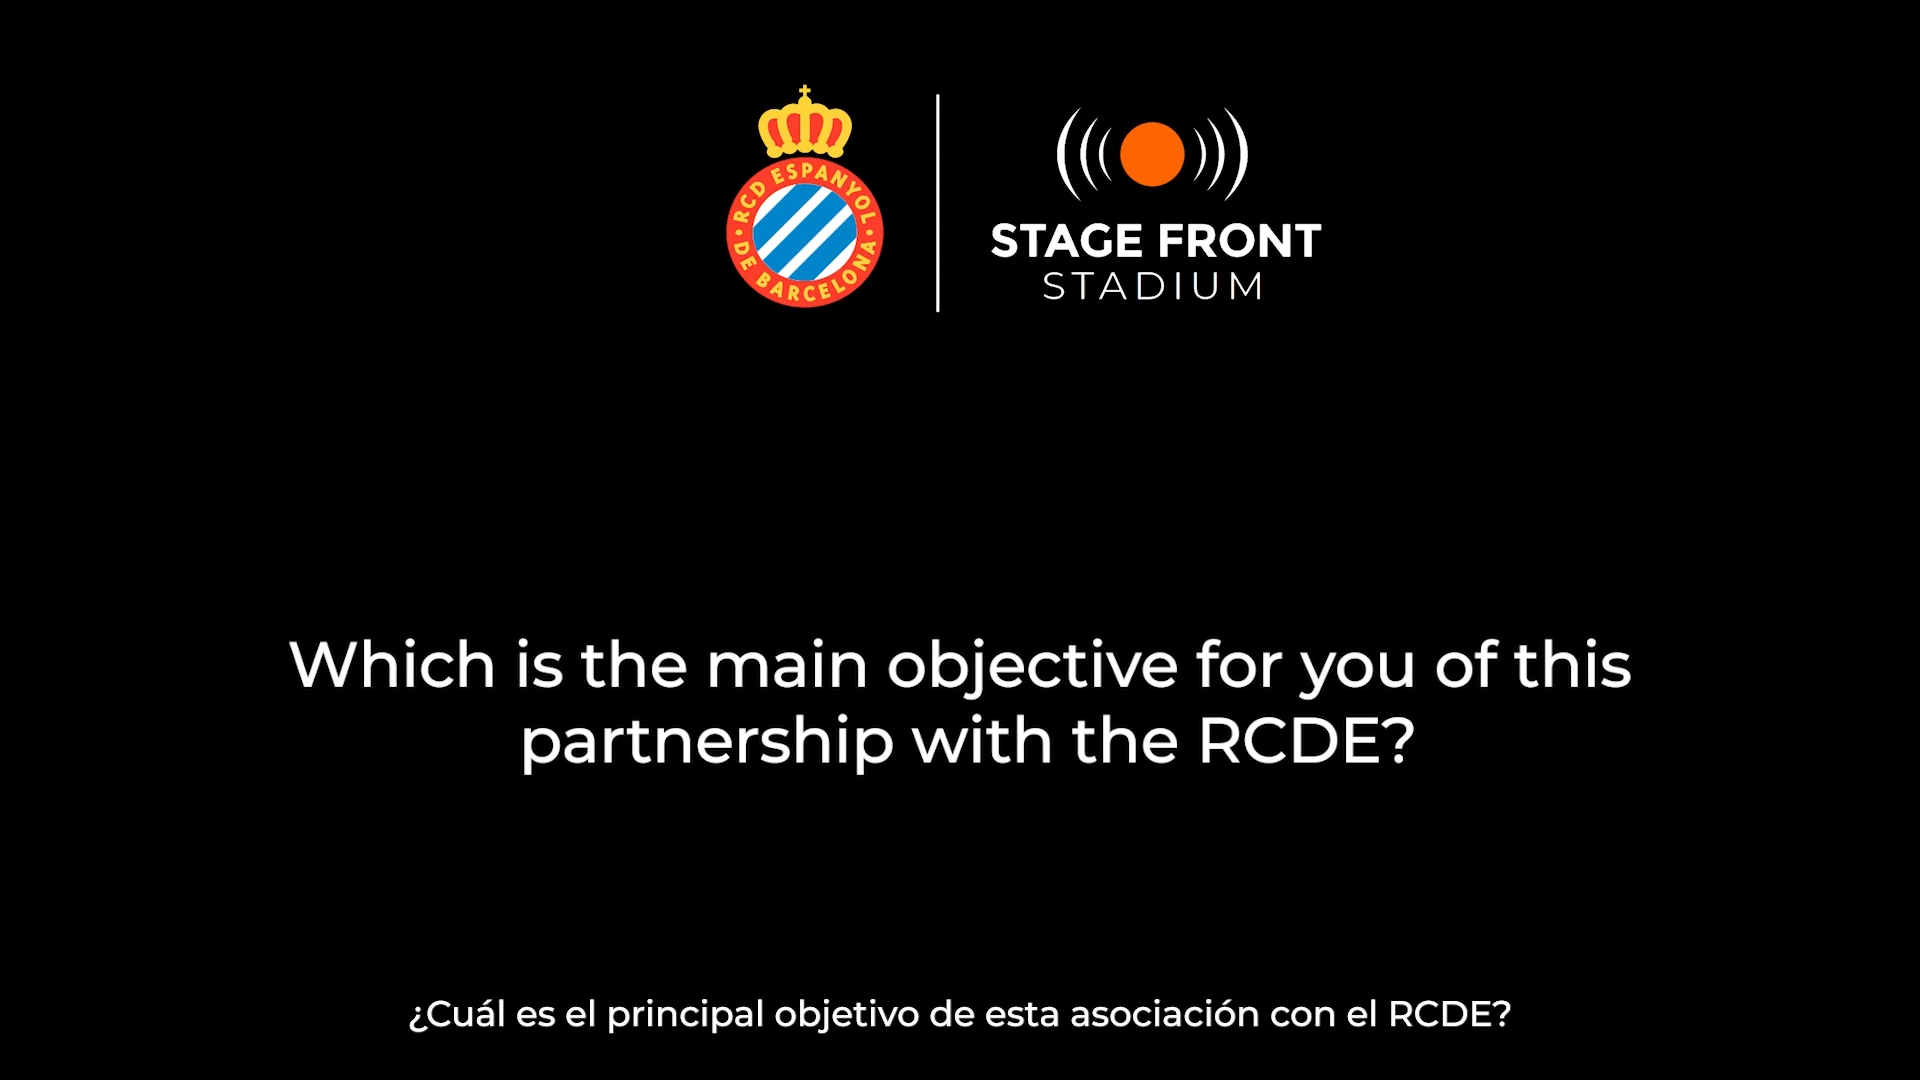 RCD ESPANYOL
DE BARCELONA
STAGE FRONT
STADIUM
Which is the main objective for you of this
partnership with the RCDE?
¿Cuál es el principal objetivo de esta asociación con el RCDE?